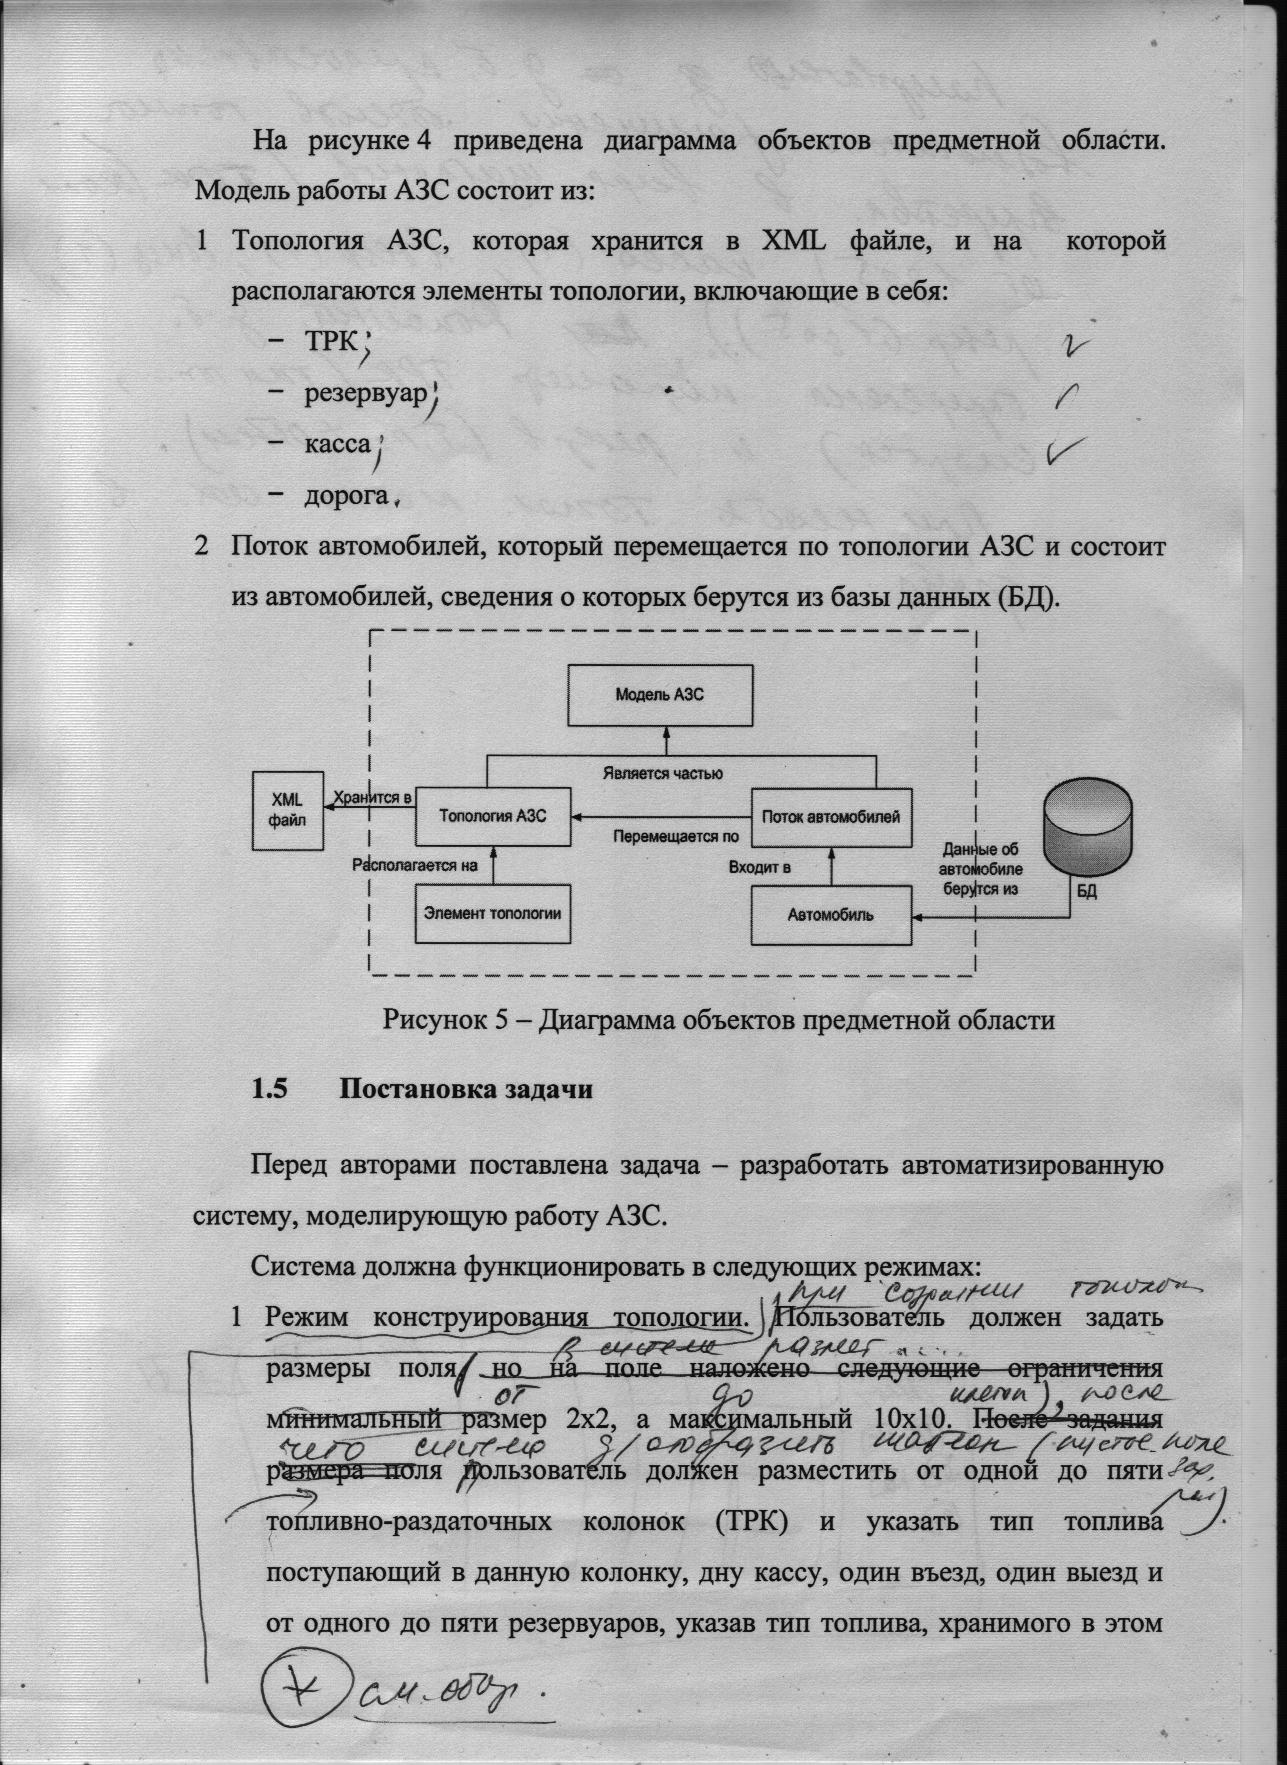 На рисунке 4 приведена диаграмма объектов предметной области.
Модель работы АЗС состоит из:
1 Топология АЗС, которая хранится в XML файле, и на которой
располагаются элементы топологии, включающие в себя:
− ТРК;
− резервуар;
− касса;
− дорога.
2 Поток автомобилей, который перемещается по топологии АЗС и состоит
из автомобилей, сведения о которых берутся из базы данных (БД).
Модель АЗС
Является частью
XML
файл
Хранится в
Топология АЗС
Перемещается по
Поток автомобилей
Располагается на
Входит в
Данные об
автомобиле
берутся из
БД
Элемент топологии
Автомобиль
Рисунок 5 – Диаграмма объектов предметной области
1.5 Постановка задачи
Перед авторами поставлена задача – разработать автоматизированную
систему, моделирующую работу АЗС.
Система должна функционировать в следующих режимах:
при создании
1 Режим конструирования топологии. Пользователь должен задать
в системе размет
размеры поля, но на поле наложено следующие ограничения
от до клеток), после
минимальный размер 2х2, а максимальный 10х10. После задания
чего система д/отобразить шаблон (пустое поле
размера поля пользователь должен разместить от одной до пяти
топливно-раздаточных колонок (ТРК) и указать тип топлива
поступающий в данную колонку, дну кассу, один въезд, один выезд и
от одного до пяти резервуаров, указав тип топлива, хранимого в этом
см. обор.